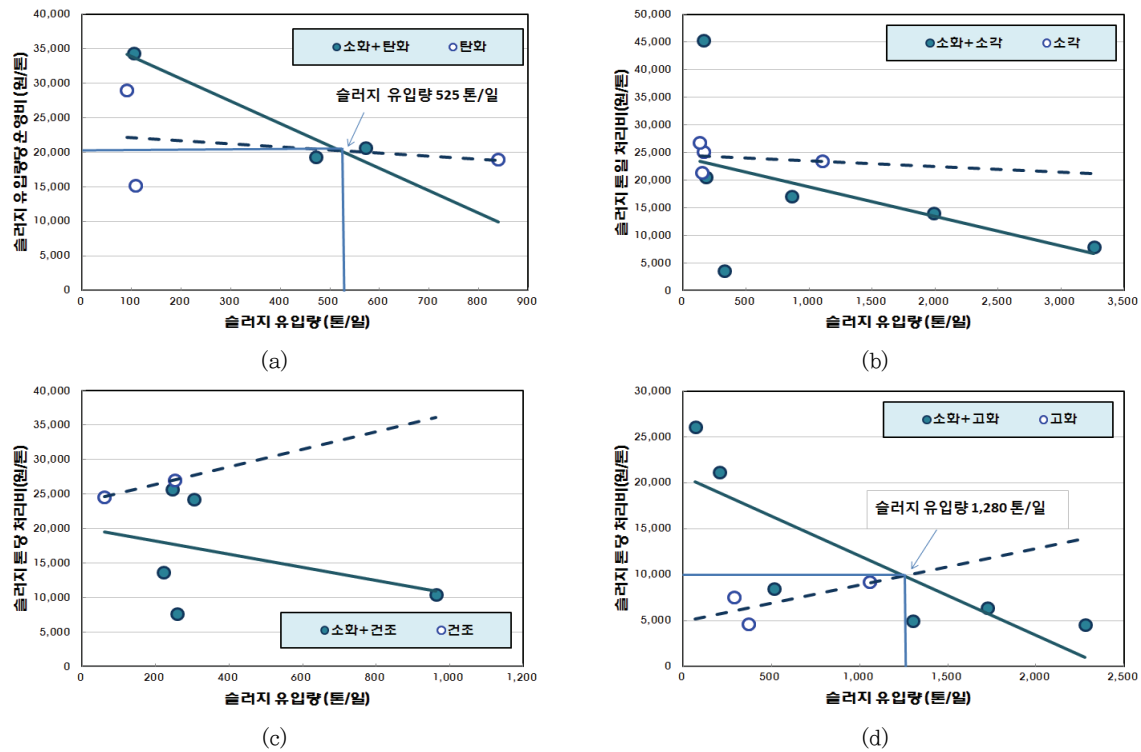 슬러지 유입량당 운영비 (원/톤)
40,000
35,000
30,000
25,000
20,000
15,000
10,000
5,000
0
소화+탄화 탄화
슬러지 유입량 525 톤/일
0 100 200 300 400 500 600 700 800 900
슬러지 유입량 (톤/일)
(a)
슬러지 톤 일 처리비(원/톤)
50,000
45,000
40,000
35,000
30,000
25,000
20,000
15,000
10,000
5,000
0
소화+소각 소각
0 500 1,000 1,500 2,000 2,500 3,000 3,500
슬러지 유입량 (톤/일)
(b)
슬러지 톤 당 처리비(원/톤)
40,000
35,000
30,000
25,000
20,000
15,000
10,000
5,000
0
소화+건조 건조
0 200 400 600 800 1,000 1,200
슬러지 유입량 (톤/일)
(c)
슬러지 톤 당 처리비(원/톤)
30,000
25,000
20,000
15,000
10,000
5,000
0
소화+고화 고화
슬러지 유입량 1,280 톤/일
0 500 1,000 1,500 2,000 2,500
슬러지 유입량 (톤/일)
(d)